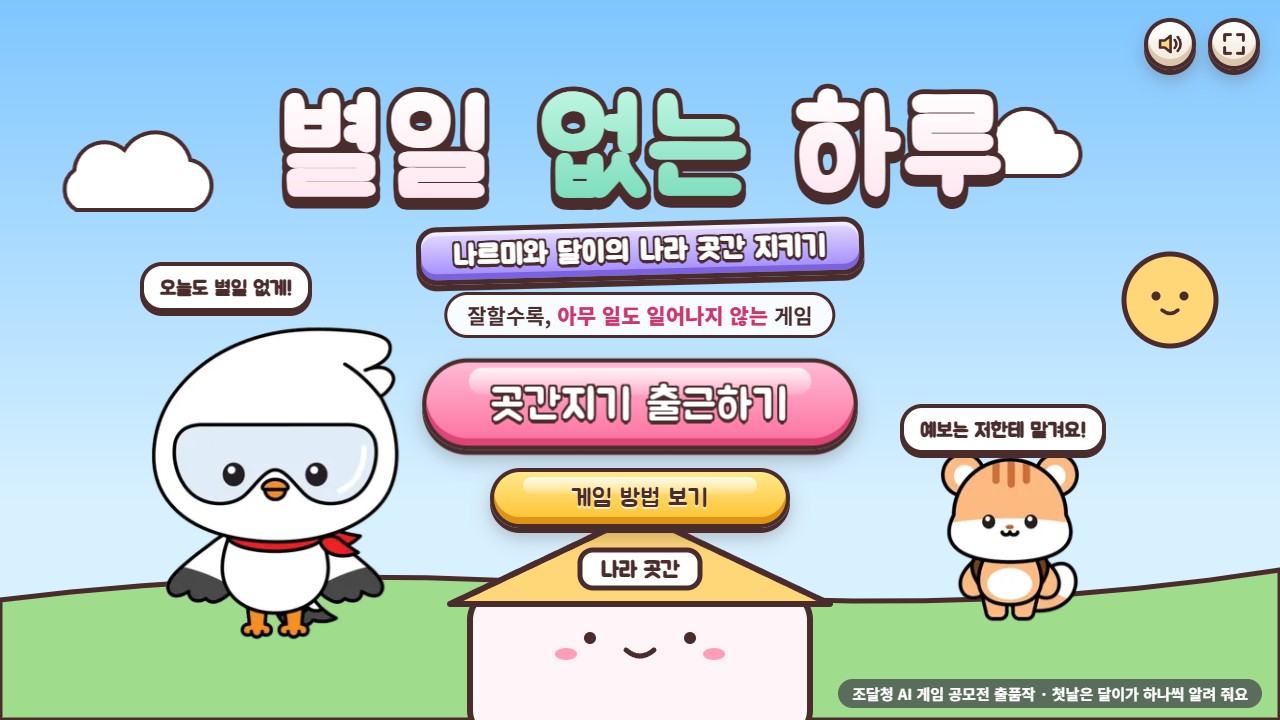 별일 없는 하루
나르미와 달이의 나라 곳간 지키기
오늘도 별일 없게!
잘할수록, 아무 일도 일어나지 않는 게임
곳간지기 출근하기
예보는 저한테 맡겨요!
게임 방법 보기
나라 곳간
조달청 AI 게임 공모전 출품작 · 첫날은 달이가 하나씩 알려 줘요